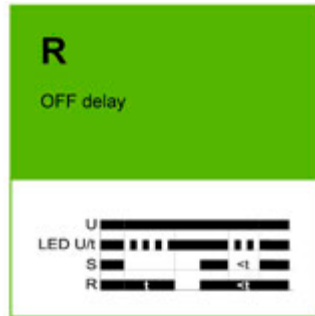 R
OFF delay
U
LED U/t
S <t
R t <t